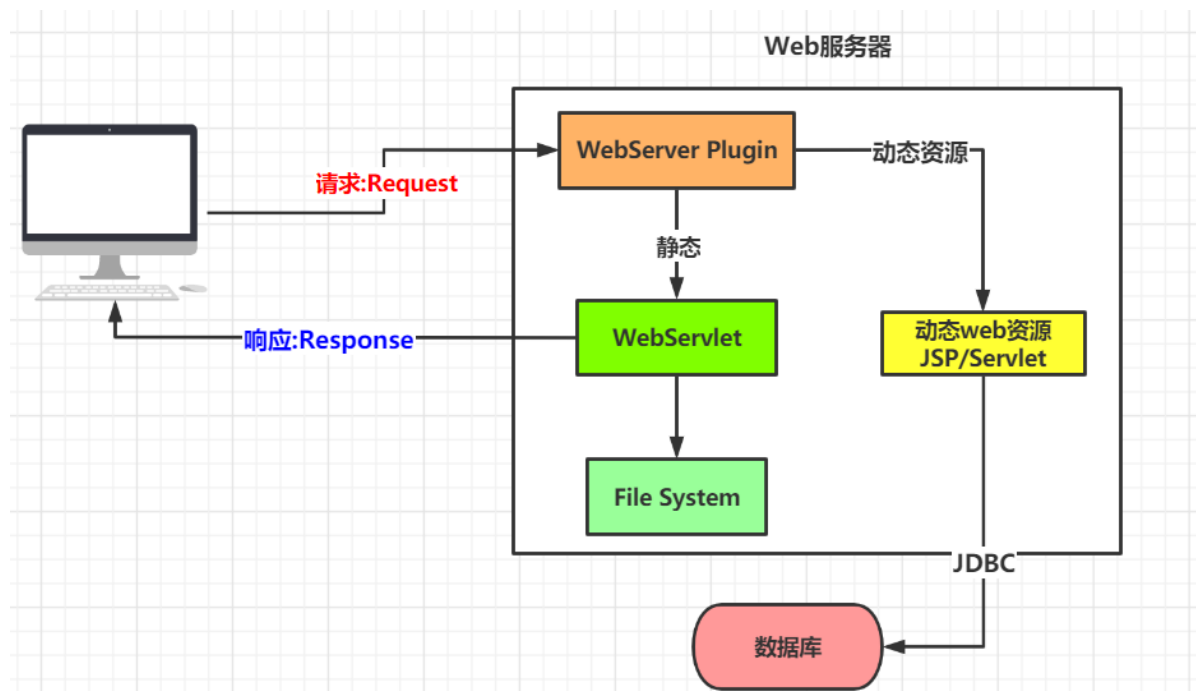 Web服务器
WebServer Plugin
动态资源
请求:Request
静态
WebServlet
动态web资源
JSP/Servlet
响应:Response
File System
JDBC
数据库